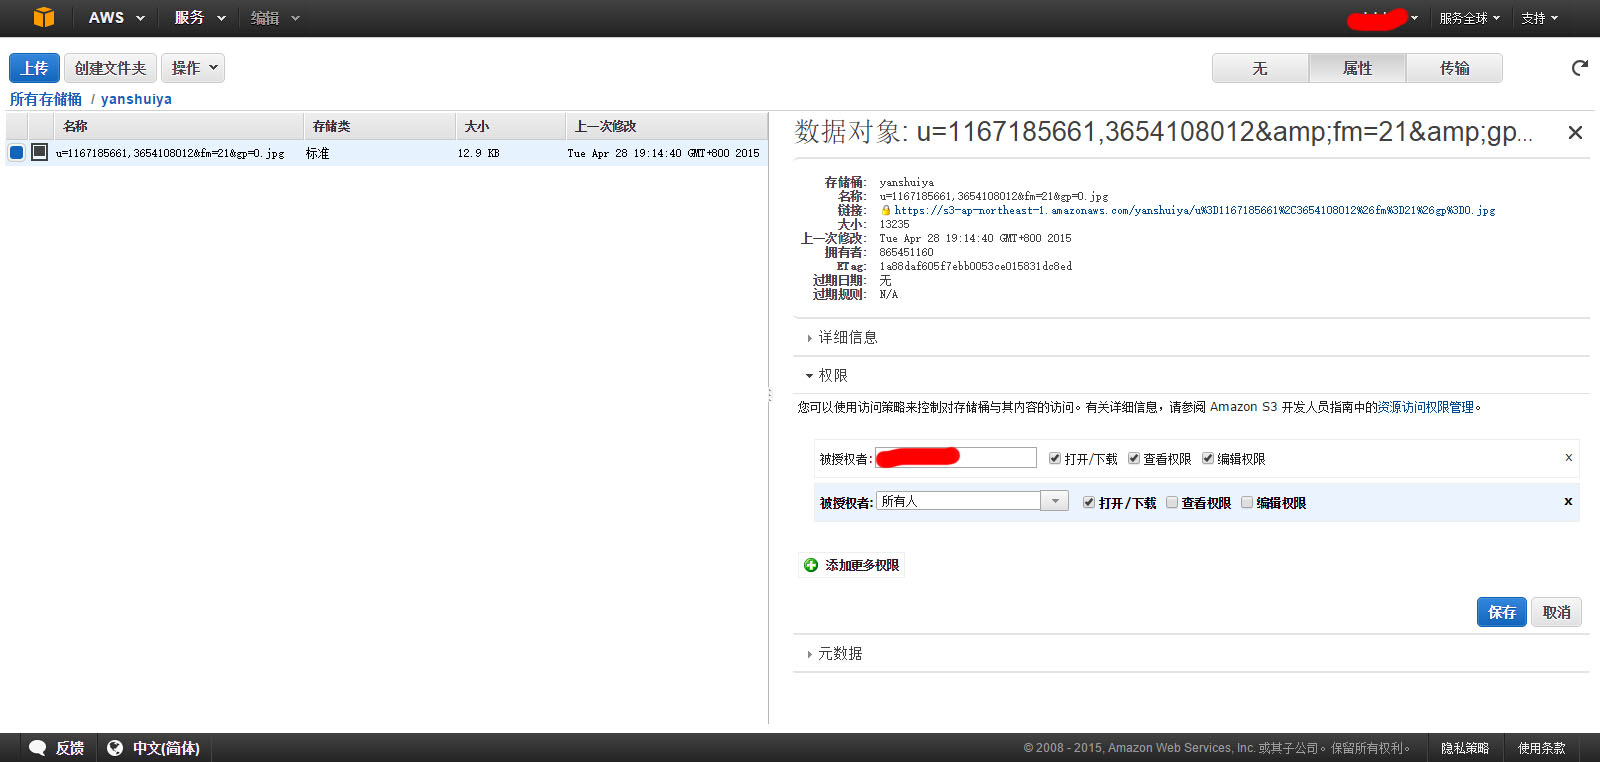 AWS 服务 编辑 服务全球 支持
上传 创建文件夹 操作 无 属性 传输
所有存储桶 / yanshuiya
名称 存储类 大小 上一次修改
u=1167185661,3654108012&fm=21&gp=0.jpg 标准 12.9 KB Tue Apr 28 19:14:40 GMT+800 2015
数据对象: u=1167185661,3654108012&amp;fm=21&amp;gp...
存储桶: yanshuiya
名称: u=1167185661,3654108012&fm=21&gp=0.jpg
链接: https://s3-ap-northeast-1.amazonaws.com/yanshuiya/u%3D1167185661%2C3654108012%26fm%3D21%26gp%3D0.jpg
大小: 13235
上一次修改: Tue Apr 28 19:14:40 GMT+800 2015
拥有者: 865451160
ETag: 1a88daf605f7ebb0053ce015831dc8ed
过期日期: 无
过期规则: N/A
详细信息
权限
您可以使用访问策略来控制对存储桶与其内容的访问。有关详细信息，请参阅 Amazon S3 开发人员指南中的资源访问权限管理。
被授权者: 打开/下载 查看权限 编辑权限 x
被授权者: 所有人 打开/下载 查看权限 编辑权限 x
添加更多权限
保存 取消
元数据
反馈 中文(简体) © 2008 - 2015, Amazon Web Services, Inc. 或其子公司。保留所有权利。 隐私策略 使用条款